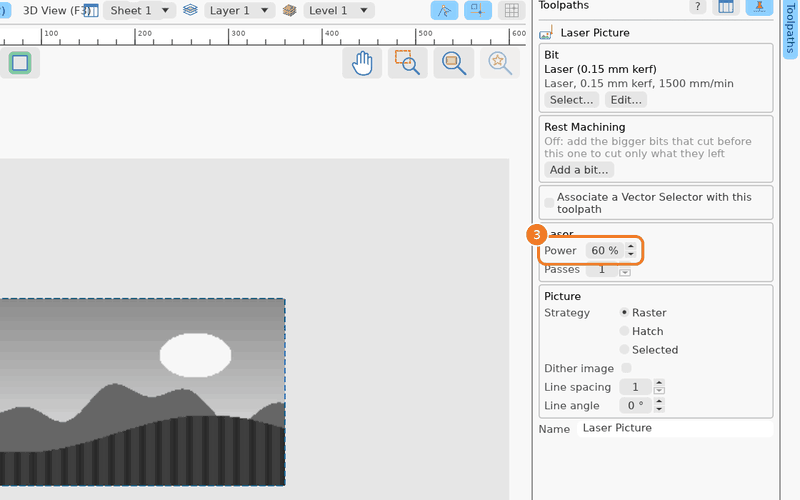 3D View (F3)
Sheet 1
Layer 1
Level 1
100
200
300
400
500
600
Toolpaths
?
Toolpaths
Laser Picture
Bit
Laser (0.15 mm kerf)
Laser, 0.15 mm kerf, 1500 mm/min
Select...
Edit...
Rest Machining
Off: add the bigger bits that cut before
this one to cut only what they left
Add a bit...
Associate a Vector Selector with this
toolpath
3
Laser
Power 60 %
Passes 1
Picture
Strategy Raster
Hatch
Selected
Dither image
Line spacing 1
Line angle 0 °
Name Laser Picture